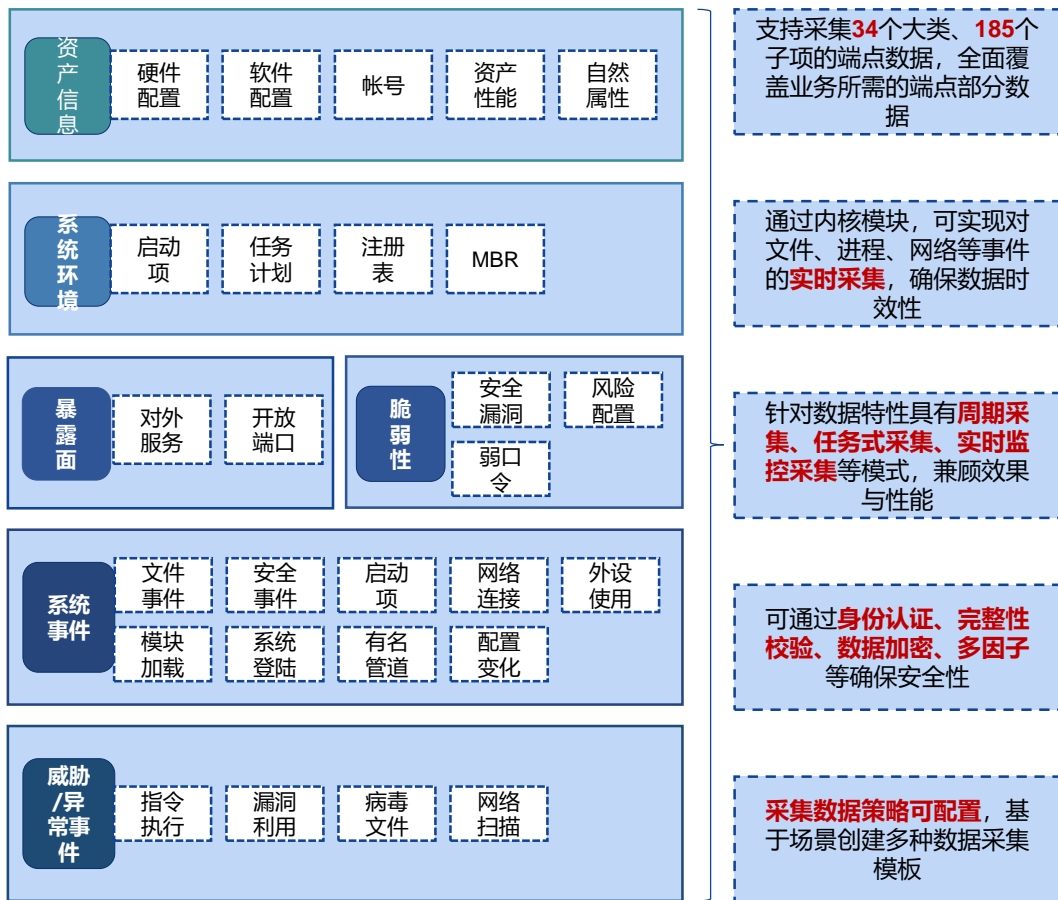 资
产
信
息
硬件
配置
软件
配置
帐号
资产
性能
自然
属性
系
统
环
境
启动
项
任务
计划
注册
表
MBR
暴
露
面
对外
服务
开放
端口
脆
弱
性
安全
漏洞
风险
配置
弱口
令
系统
事件
文件
事件
安全
事件
启动
项
网络
连接
外设
使用
模块
加载
系统
登陆
有名
管道
配置
变化
威胁
/异
常事
件
指令
执行
漏洞
利用
病毒
文件
网络
扫描
支持采集34个大类、185个
子项的端点数据，全面覆
盖业务所需的端点部分数
据
通过内核模块，可实现对
文件、进程、网络等事件
的实时采集，确保数据时
效性
针对数据特性具有周期采
集、任务式采集、实时监
控采集等模式，兼顾效果
与性能
可通过身份认证、完整性
校验、数据加密、多因子
等确保安全性
采集数据策略可配置，基
于场景创建多种数据采集
模板